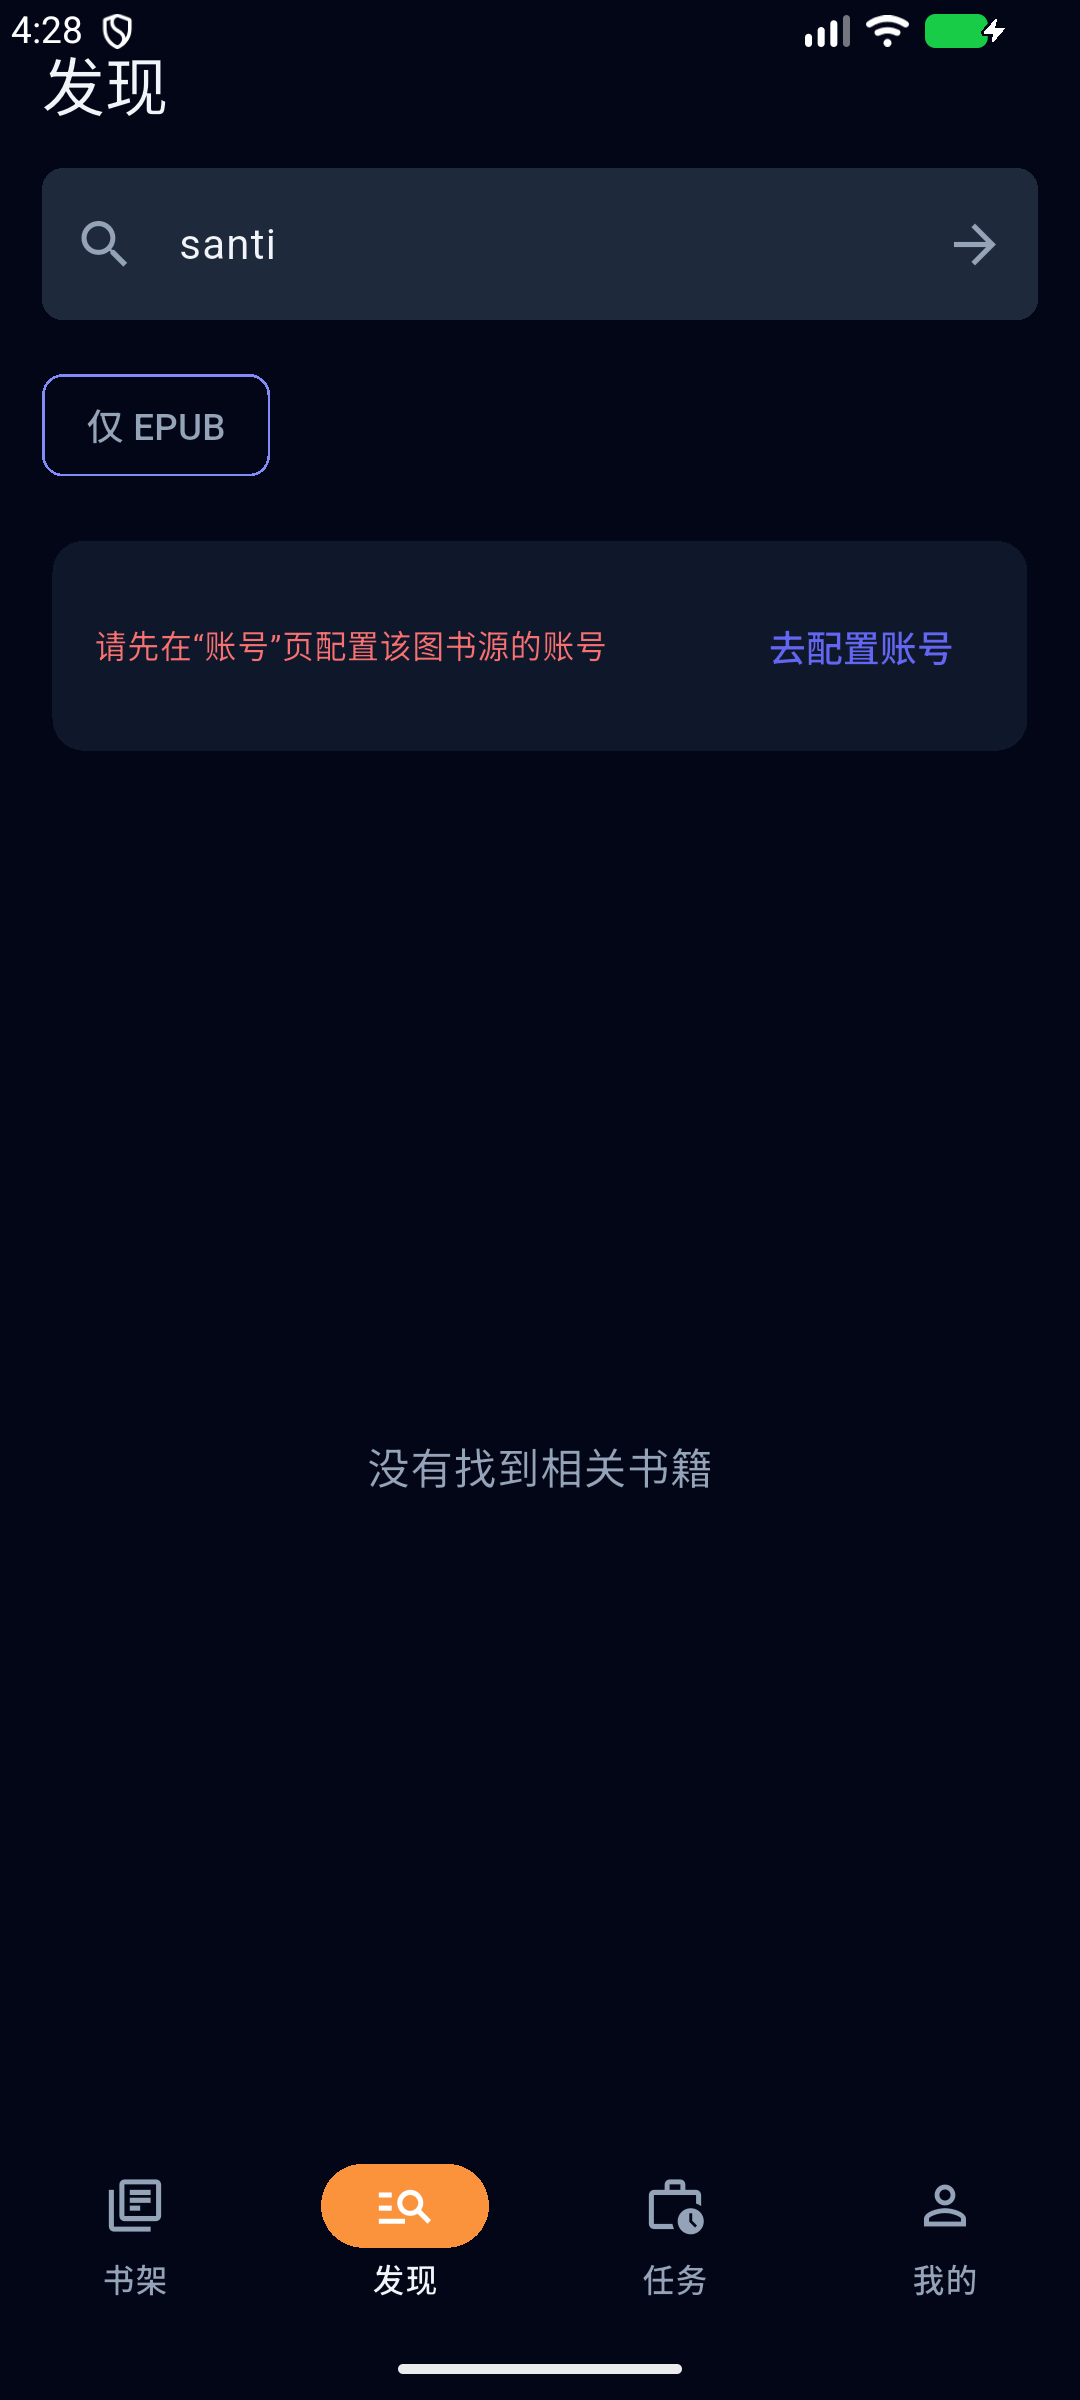 4:28
发现
santi
仅 EPUB
请先在“账号”页配置该图书源的账号
去配置账号
没有找到相关书籍
书架
发现
任务
我的